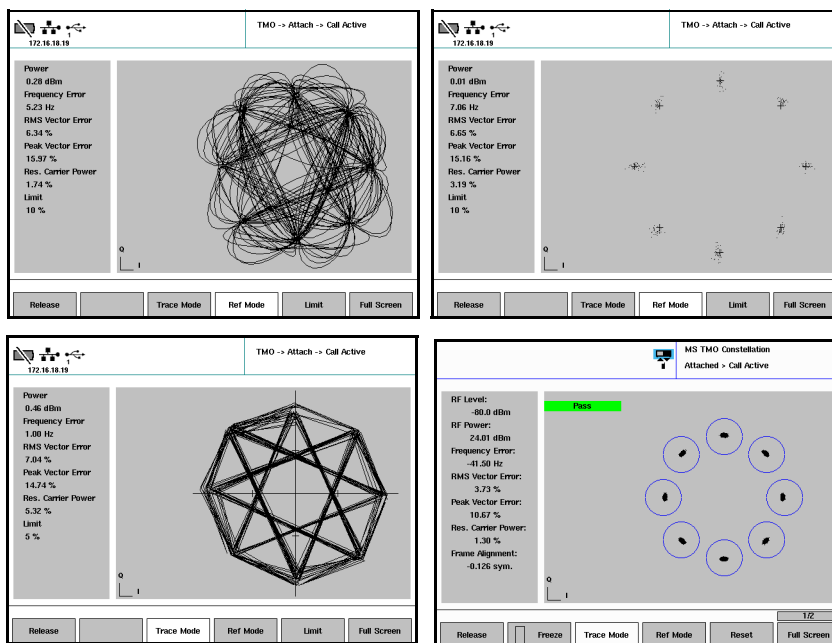 1
172.16.18.19
TMO -> Attach -> Call Active
Power
0.28 dBm
Frequency Error
5.23 Hz
RMS Vector Error
6.34 %
Peak Vector Error
15.97 %
Res. Carrier Power
1.74 %
Limit
10 %
Q
I
Release
Trace Mode
Ref Mode
Limit
Full Screen
1
172.16.18.19
TMO -> Attach -> Call Active
Power
0.01 dBm
Frequency Error
7.06 Hz
RMS Vector Error
6.65 %
Peak Vector Error
15.16 %
Res. Carrier Power
3.19 %
Limit
10 %
Q
I
Release
Trace Mode
Ref Mode
Limit
Full Screen
1
172.16.18.19
TMO -> Attach -> Call Active
Power
0.46 dBm
Frequency Error
1.00 Hz
RMS Vector Error
7.04 %
Peak Vector Error
14.74 %
Res. Carrier Power
5.32 %
Limit
5 %
Q
I
Release
Trace Mode
Ref Mode
Limit
Full Screen
MS TMO Constellation
Attached > Call Active
RF Level:
-80.0 dBm
RF Power:
24.01 dBm
Frequency Error:
-41.50 Hz
RMS Vector Error:
3.73 %
Peak Vector Error:
10.67 %
Res. Carrier Power:
1.30 %
Frame Alignment:
-0.126 sym.
Pass
Q
I
1/2
Release
Freeze
Trace Mode
Ref Mode
Reset
Full Screen